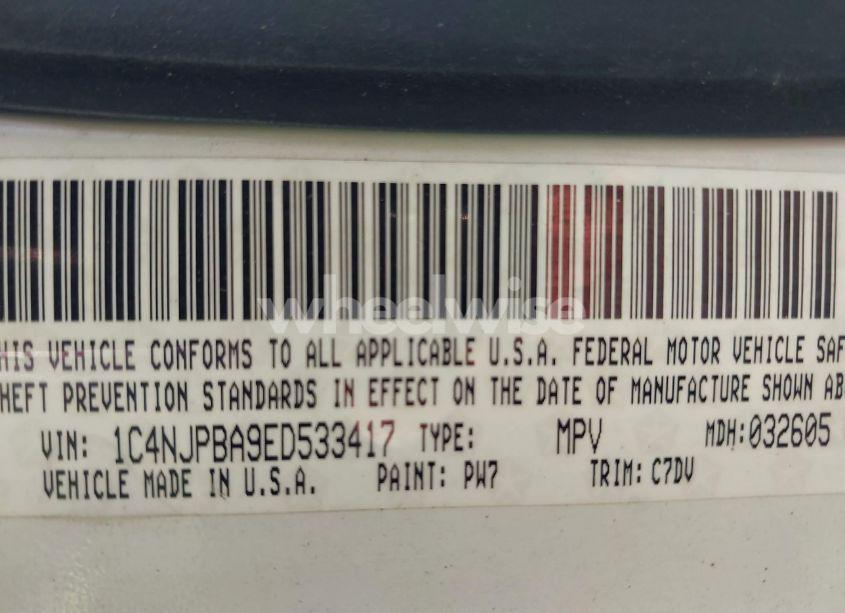 HIS VEHICLE CONFORMS TO ALL APPLICABLE U.S.A. FEDERAL MOTOR VEHICLE SAF
HEFT PREVENTION STANDARDS IN EFFECT ON THE DATE OF MANUFACTURE SHOWN AB
VIN: 1C4NJPBA9ED533417 TYPE: MPV MDH:032605
VEHICLE MADE IN U.S.A. PAINT: PW7 TRIM: C7DV
wheelwise